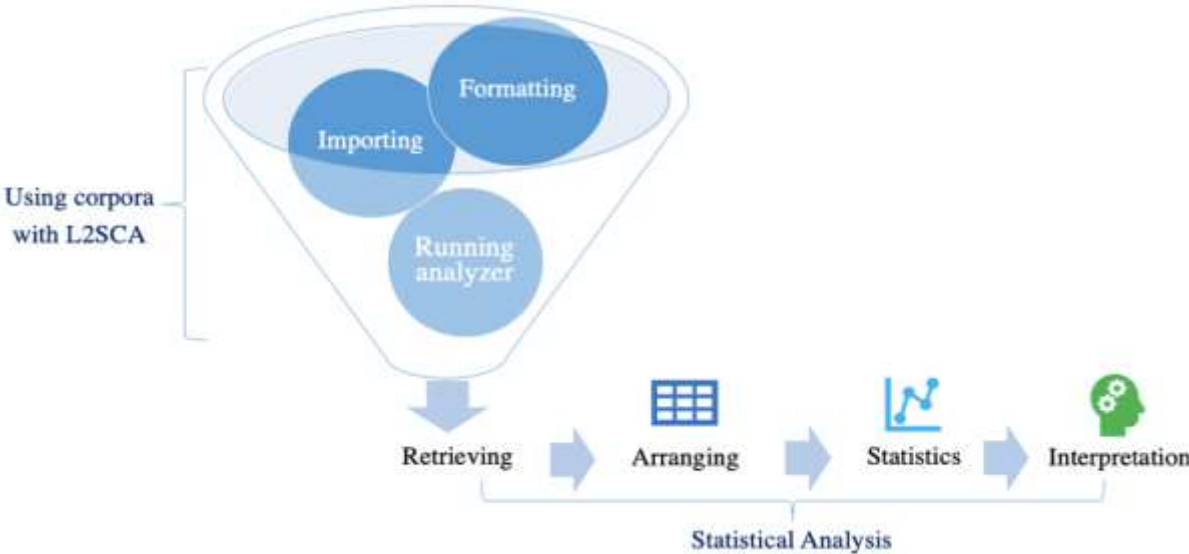 Formatting
Importing
Using corpora
with L2SCA
Running
analyzer
Retrieving
Arranging
Statistics
Interpretation
Statistical Analysis